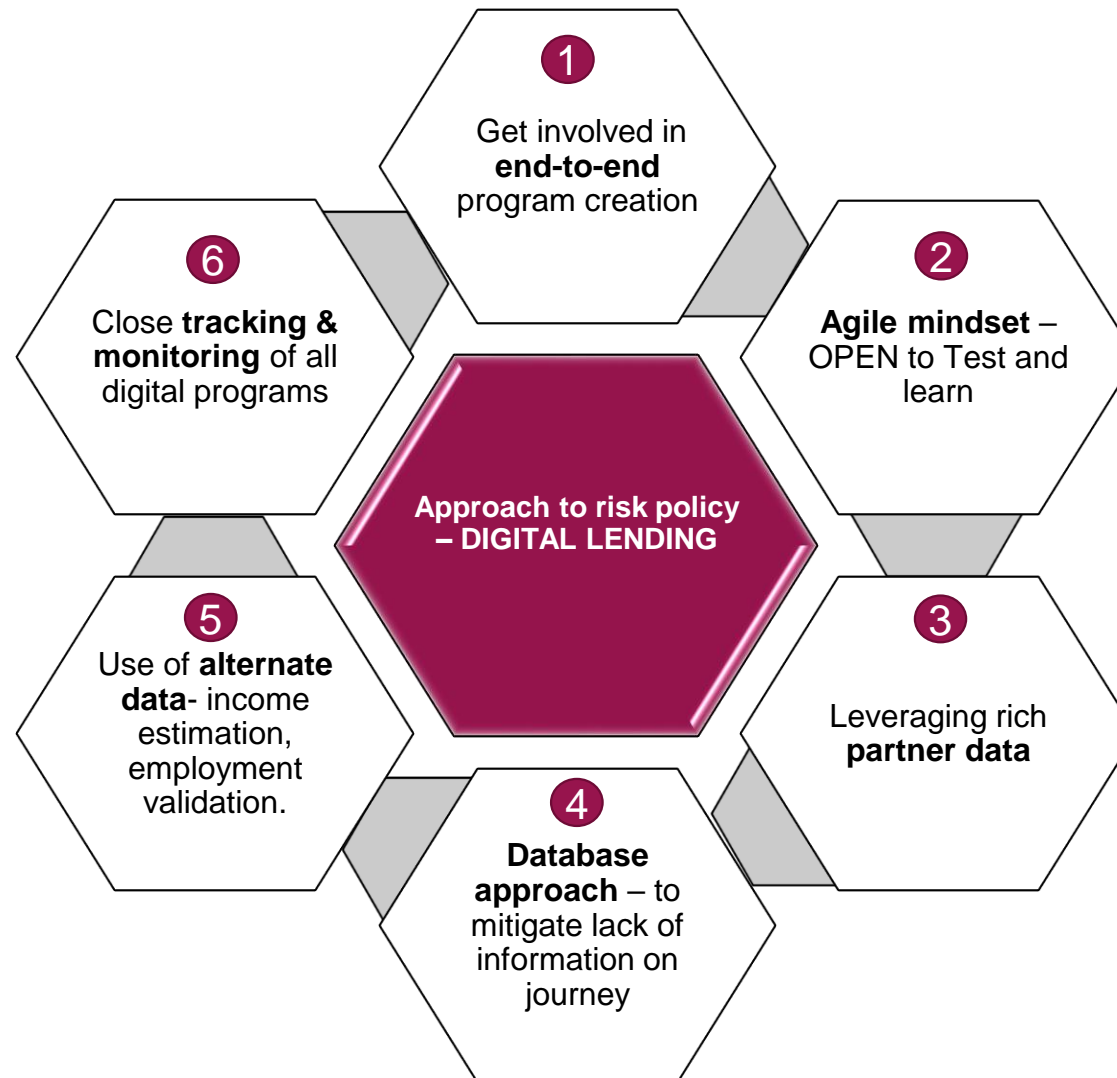 1
Get involved in
end-to-end
program creation
2
Agile mindset –
OPEN to Test and
learn
3
Leveraging rich
partner data
4
Database
approach – to
mitigate lack of
information on
journey
5
Use of alternate
data- income
estimation,
employment
validation.
6
Close tracking &
monitoring of all
digital programs
Approach to risk policy
– DIGITAL LENDING